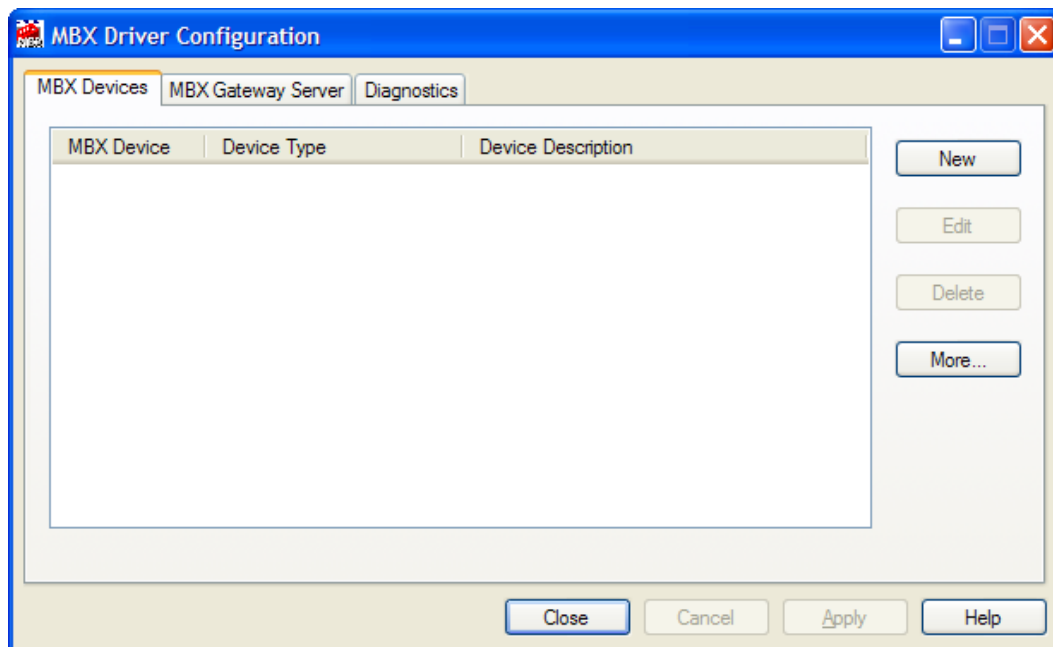 MBX Driver Configuration
MBX Devices MBX Gateway Server Diagnostics
MBX Device Device Type Device Description
New
Edit
Delete
More...
Close Cancel Apply Help